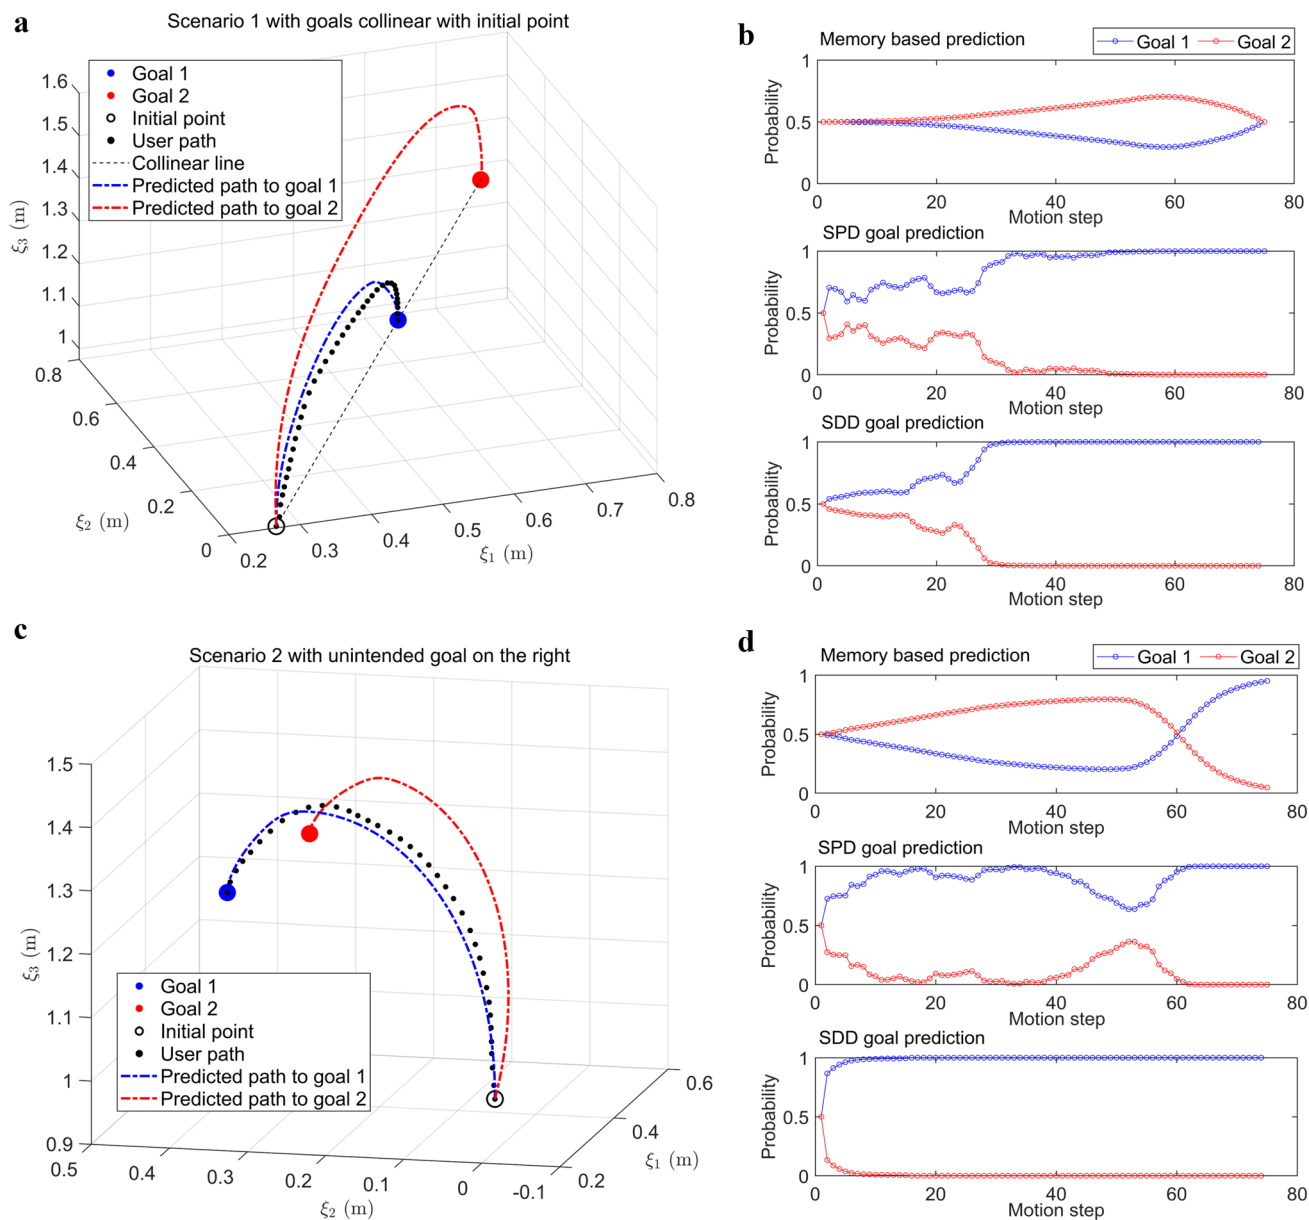 a
Scenario 1 with goals collinear with initial point
Goal 1
Goal 2
Initial point
User path
Collinear line
Predicted path to goal 1
Predicted path to goal 2
1.6
1.5
1.4
1.3
1.2
1.1
1
ξ3 (m)
0.8
0.6
0.4
0.2
0
ξ2 (m)
0.2
0.3
0.4
0.5
0.6
0.7
0.8
ξ1 (m)
b
Memory based prediction
Goal 1
Goal 2
1
0.5
0
Probability
0
20
40
60
80
Motion step
SPD goal prediction
1
0.5
0
Probability
0
20
40
60
80
Motion step
SDD goal prediction
1
0.5
0
Probability
0
20
40
60
80
Motion step
c
Scenario 2 with unintended goal on the right
1.5
1.4
1.3
1.2
1.1
1
0.9
ξ3 (m)
Goal 1
Goal 2
Initial point
User path
Predicted path to goal 1
Predicted path to goal 2
0.5
0.4
0.3
0.2
0.1
0
-0.1
ξ2 (m)
0.2
0.4
0.6
ξ1 (m)
d
Memory based prediction
Goal 1
Goal 2
1
0.5
0
Probability
0
20
40
60
80
Motion step
SPD goal prediction
1
0.5
0
Probability
0
20
40
60
80
Motion step
SDD goal prediction
1
0.5
0
Probability
0
20
40
60
80
Motion step